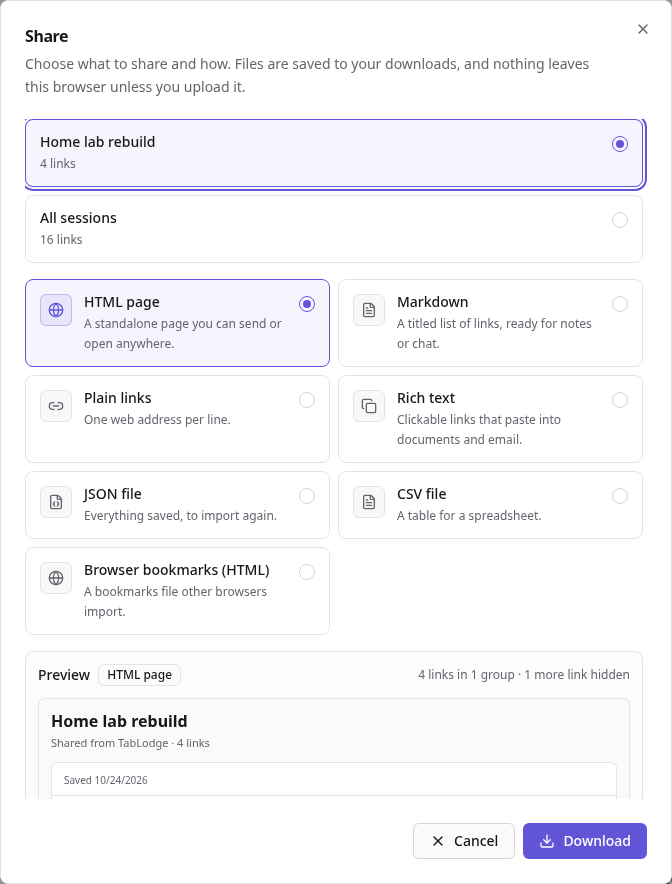 Share
Choose what to share and how. Files are saved to your downloads, and nothing leaves
this browser unless you upload it.
Home lab rebuild
4 links
All sessions
16 links
HTML page
A standalone page you can send or
open anywhere.
Markdown
A titled list of links, ready for notes
or chat.
Plain links
One web address per line.
Rich text
Clickable links that paste into
documents and email.
JSON file
Everything saved, to import again.
CSV file
A table for a spreadsheet.
Browser bookmarks (HTML)
A bookmarks file other browsers
import.
Preview HTML page 4 links in 1 group · 1 more link hidden
Home lab rebuild
Shared from TabLodge · 4 links
Saved 10/24/2026
Cancel Download